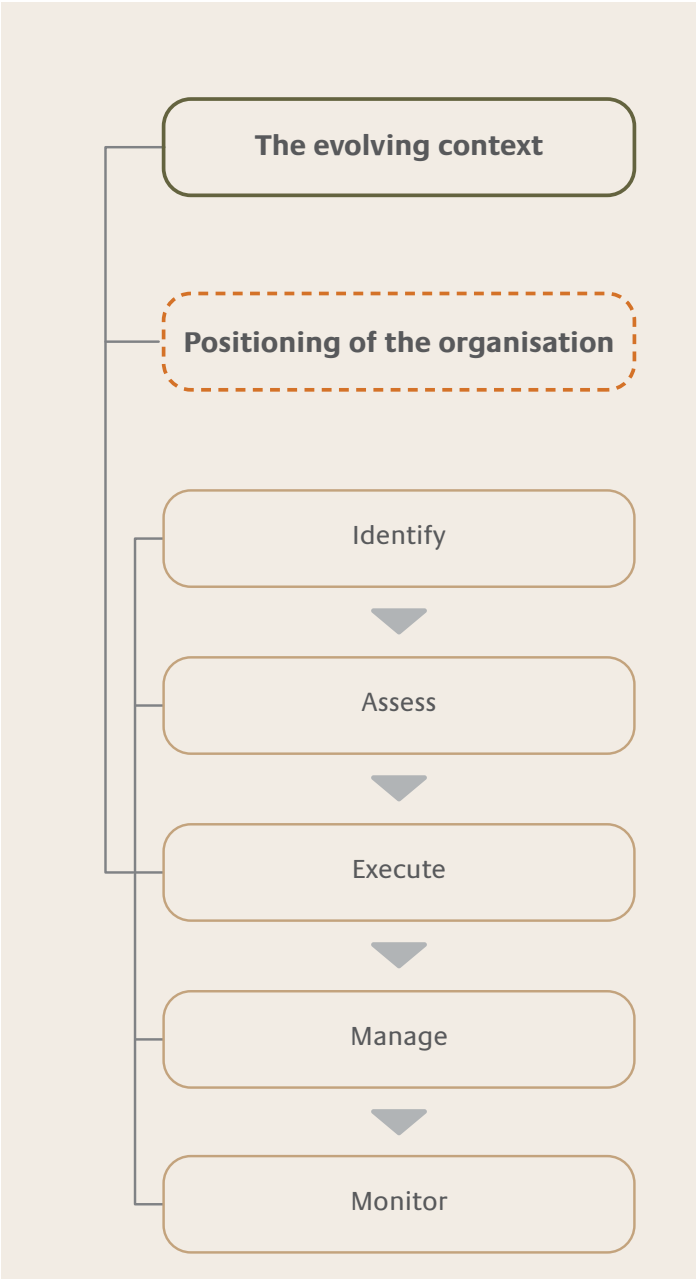 The evolving context
Positioning of the organisation
Identify
Assess
Execute
Manage
Monitor